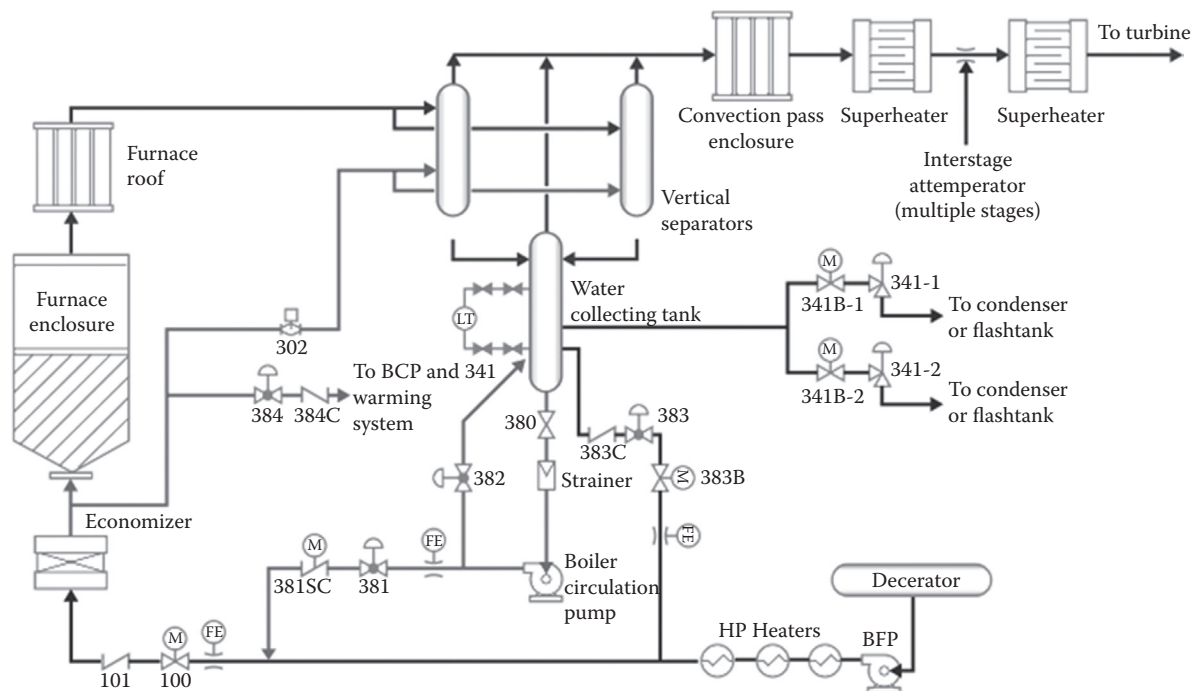 To turbine
Convection pass
enclosure
Superheater
Superheater
Furnace
roof
Interstage
attemperator
(multiple stages)
Vertical
separators
Furnace
enclosure
Water
collecting tank
M
341B-1
341-1
To condenser
or flashtank
LT
302
M
341B-2
341-2
To condenser
or flashtank
To BCP and 341
warming
system
384
384C
380
383
383C
382
Strainer
M
383B
Economizer
FE
M
FE
381SC
381
Boiler
circulation
pump
Decerator
HP Heaters
BFP
M
FE
101
100